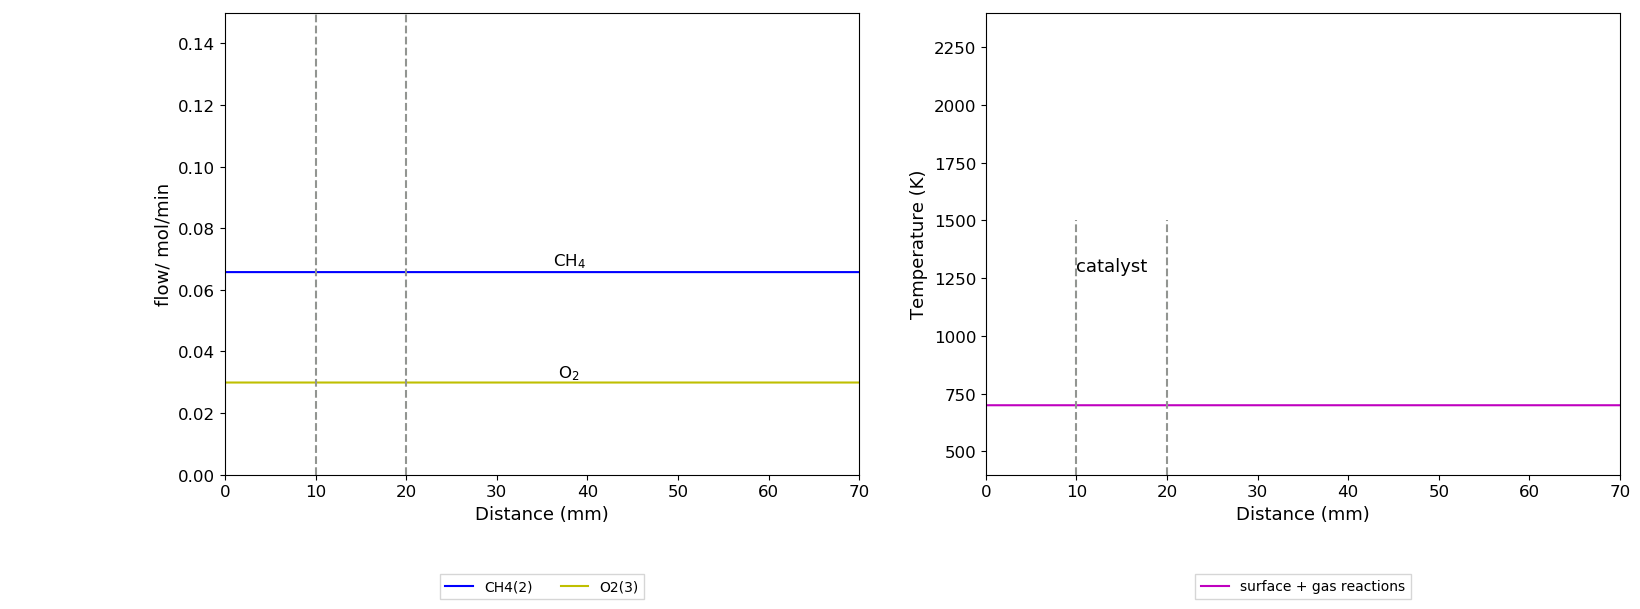 0.14
0.12
0.10
0.08
0.06
0.04
0.02
0.00
flow/ mol/min
CH₄
O₂
0 10 20 30 40 50 60 70
Distance (mm)
CH4(2) O2(3)
2250
2000
1750
1500
1250
1000
750
500
Temperature (K)
catalyst
0 10 20 30 40 50 60 70
Distance (mm)
surface + gas reactions